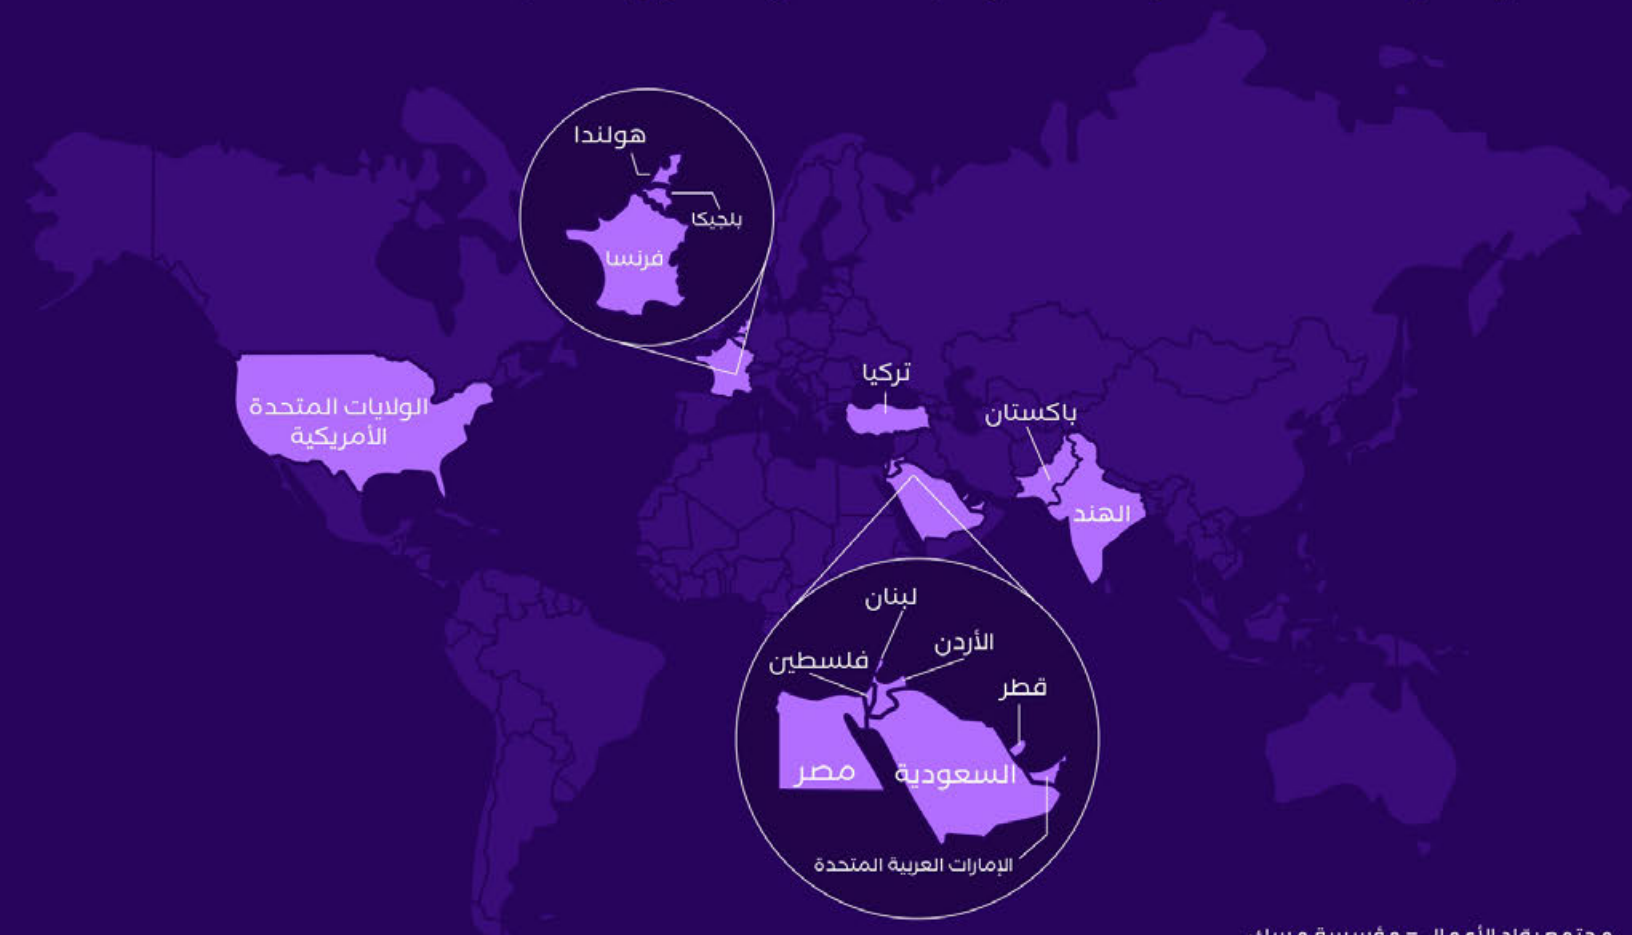 هولندا
بلجيكا
فرنسا
تركيا
باكستان
الولايات المتحدة
الأمريكية
الهند
لبنان
الأردن
فلسطين
قطر
السعودية
مصر
الإمارات العربية المتحدة